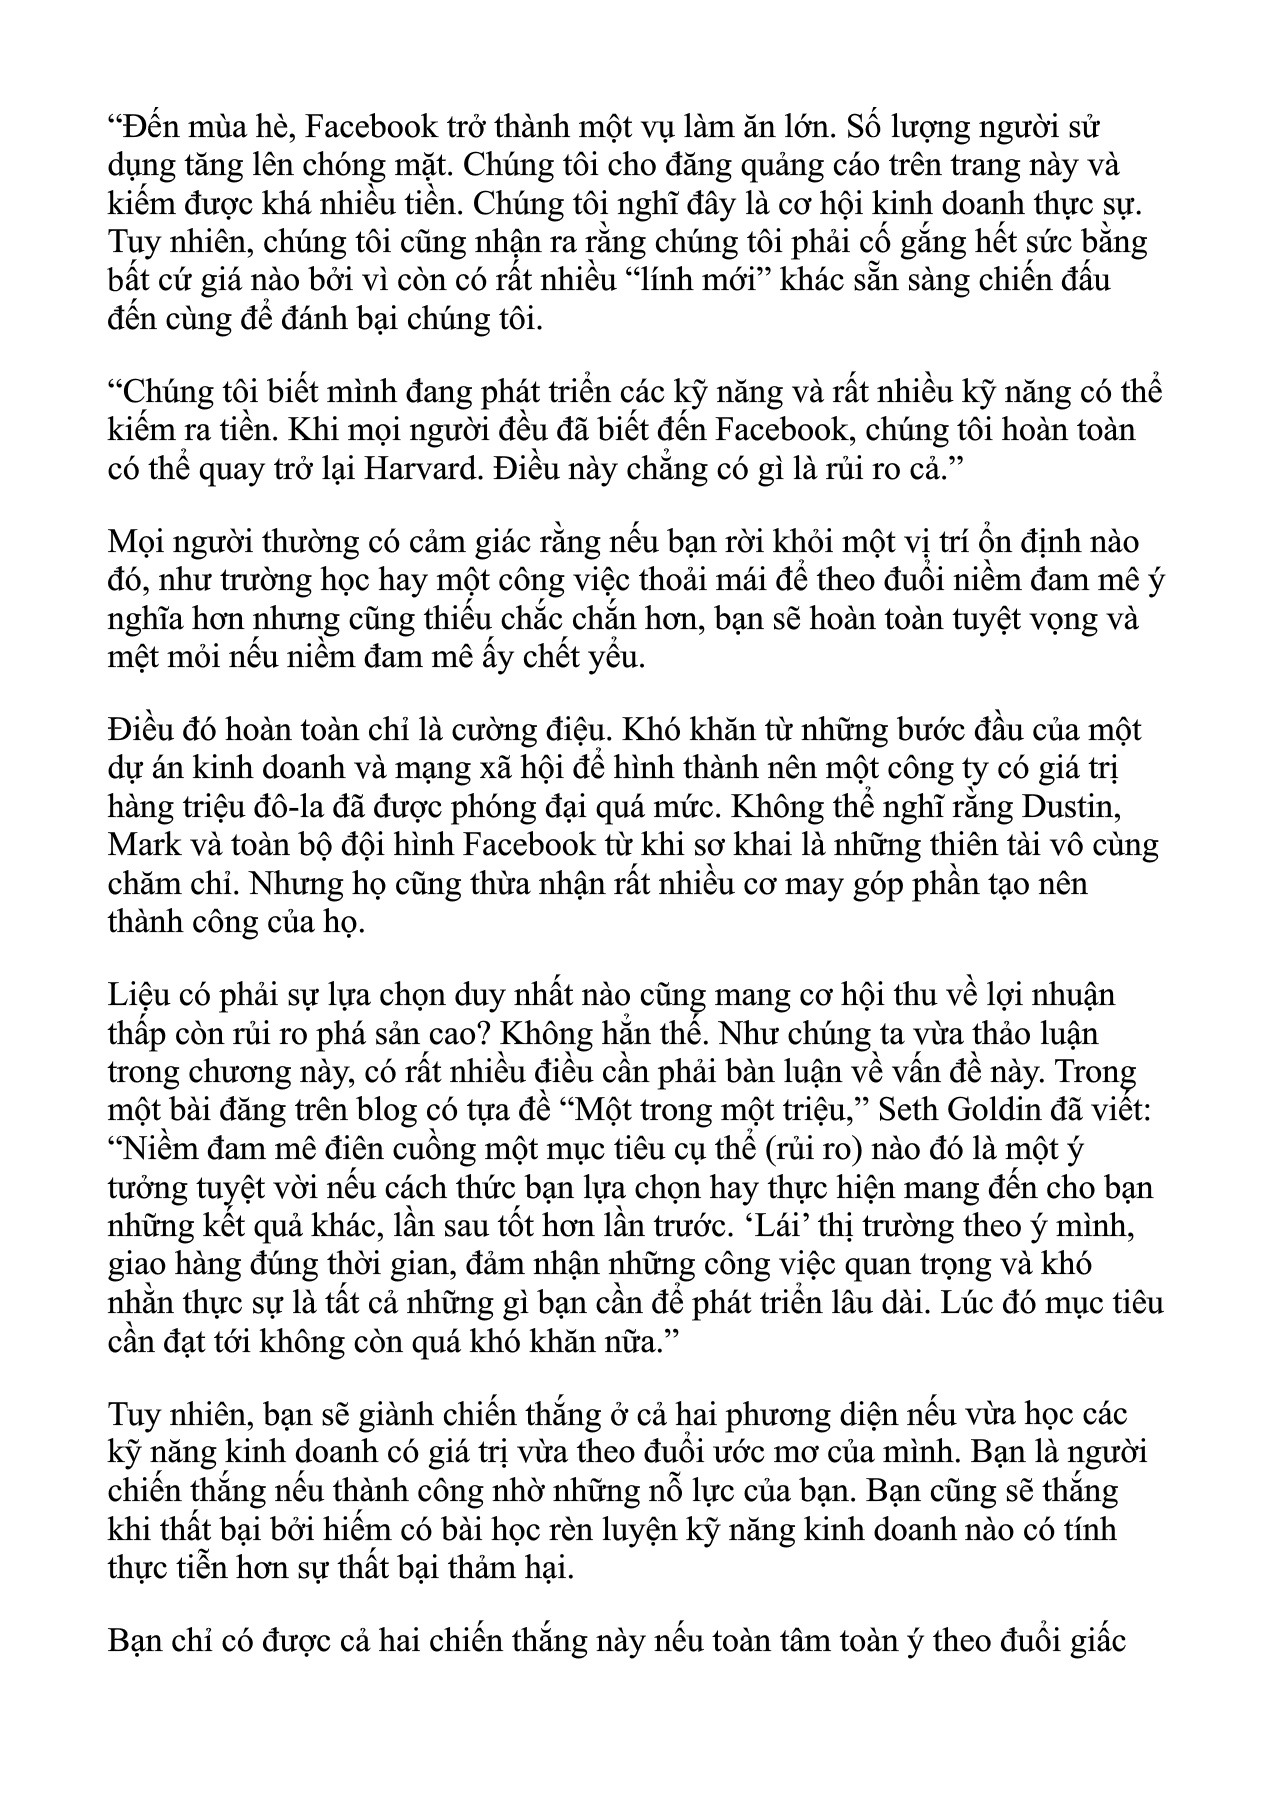 “Đến mùa hè, Facebook trở thành một vụ làm ăn lớn. Số lượng người sử
dụng tăng lên chóng mặt. Chúng tôi cho đăng quảng cáo trên trang này và
kiếm được khá nhiều tiền. Chúng tôi nghĩ đây là cơ hội kinh doanh thực sự.
Tuy nhiên, chúng tôi cũng nhận ra rằng chúng tôi phải cố gắng hết sức bằng
bất cứ giá nào bởi vì còn có rất nhiều “lính mới” khác sẵn sàng chiến đấu
đến cùng để đánh bại chúng tôi.
“Chúng tôi biết mình đang phát triển các kỹ năng và rất nhiều kỹ năng có thể
kiếm ra tiền. Khi mọi người đều đã biết đến Facebook, chúng tôi hoàn toàn
có thể quay trở lại Harvard. Điều này chẳng có gì là rủi ro cả.”
Mọi người thường có cảm giác rằng nếu bạn rời khỏi một vị trí ổn định nào
đó, như trường học hay một công việc thoải mái để theo đuổi niềm đam mê ý
nghĩa hơn nhưng cũng thiếu chắc chắn hơn, bạn sẽ hoàn toàn tuyệt vọng và
mệt mỏi nếu niềm đam mê ấy chết yểu.
Điều đó hoàn toàn chỉ là cường điệu. Khó khăn từ những bước đầu của một
dự án kinh doanh và mạng xã hội để hình thành nên một công ty có giá trị
hàng triệu đô-la đã được phóng đại quá mức. Không thể nghĩ rằng Dustin,
Mark và toàn bộ đội hình Facebook từ khi sơ khai là những thiên tài vô cùng
chăm chỉ. Nhưng họ cũng thừa nhận rất nhiều cơ may góp phần tạo nên
thành công của họ.
Liệu có phải sự lựa chọn duy nhất nào cũng mang cơ hội thu về lợi nhuận
thấp còn rủi ro phá sản cao? Không hẳn thế. Như chúng ta vừa thảo luận
trong chương này, có rất nhiều điều cần phải bàn luận về vấn đề này. Trong
một bài đăng trên blog có tựa đề “Một trong một triệu,” Seth Goldin đã viết:
“Niềm đam mê điên cuồng một mục tiêu cụ thể (rủi ro) nào đó là một ý
tưởng tuyệt vời nếu cách thức bạn lựa chọn hay thực hiện mang đến cho bạn
những kết quả khác, lần sau tốt hơn lần trước. ‘Lái’ thị trường theo ý mình,
giao hàng đúng thời gian, đảm nhận những công việc quan trọng và khó
nhằn thực sự là tất cả những gì bạn cần để phát triển lâu dài. Lúc đó mục tiêu
cần đạt tới không còn quá khó khăn nữa.”
Tuy nhiên, bạn sẽ giành chiến thắng ở cả hai phương diện nếu vừa học các
kỹ năng kinh doanh có giá trị vừa theo đuổi ước mơ của mình. Bạn là người
chiến thắng nếu thành công nhờ những nỗ lực của bạn. Bạn cũng sẽ thắng
khi thất bại bởi hiếm có bài học rèn luyện kỹ năng kinh doanh nào có tính
thực tiễn hơn sự thất bại thảm hại.
Bạn chỉ có được cả hai chiến thắng này nếu toàn tâm toàn ý theo đuổi giấc